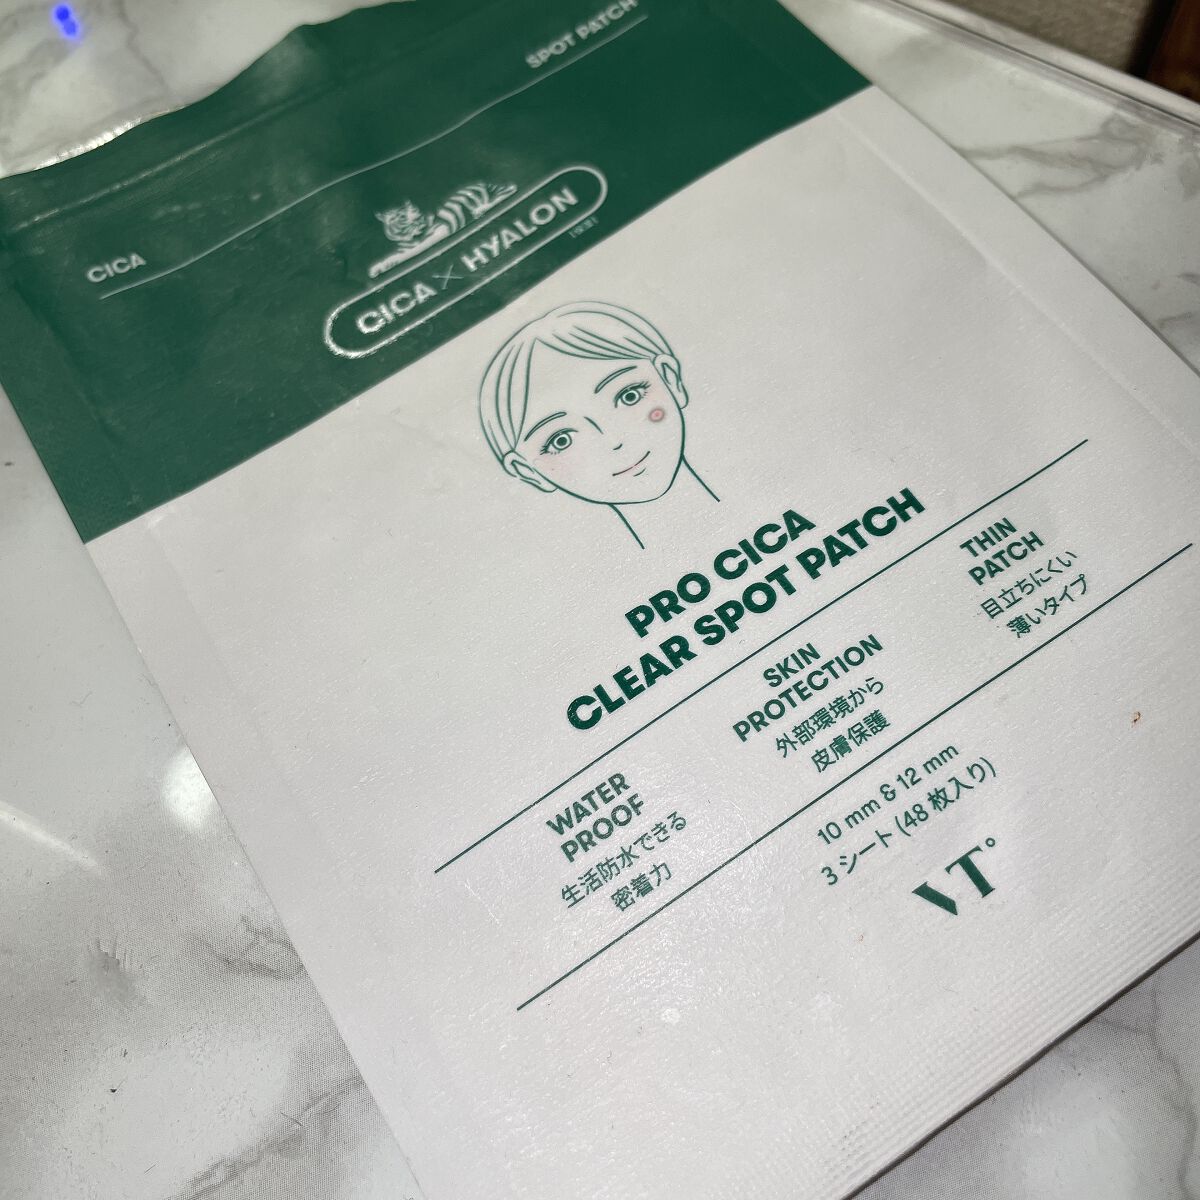 SPOT PATCH
CICA
CICA × HYALON
PRO CICA
CLEAR SPOT PATCH
WATER
PROOF
生活防水できる
密着力
SKIN
PROTECTION
外部環境から
皮膚保護
THIN
PATCH
目立ちにくい
薄いタイプ
10 mm & 12 mm
3 シート (48 枚入り)
VT